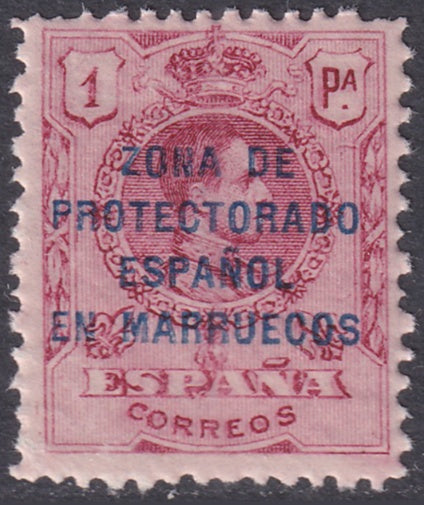 1 PA.
ZONA DE
PROTECTORADO
ESPAÑOL
EN MARRUECOS
ESPAÑA
CORREOS